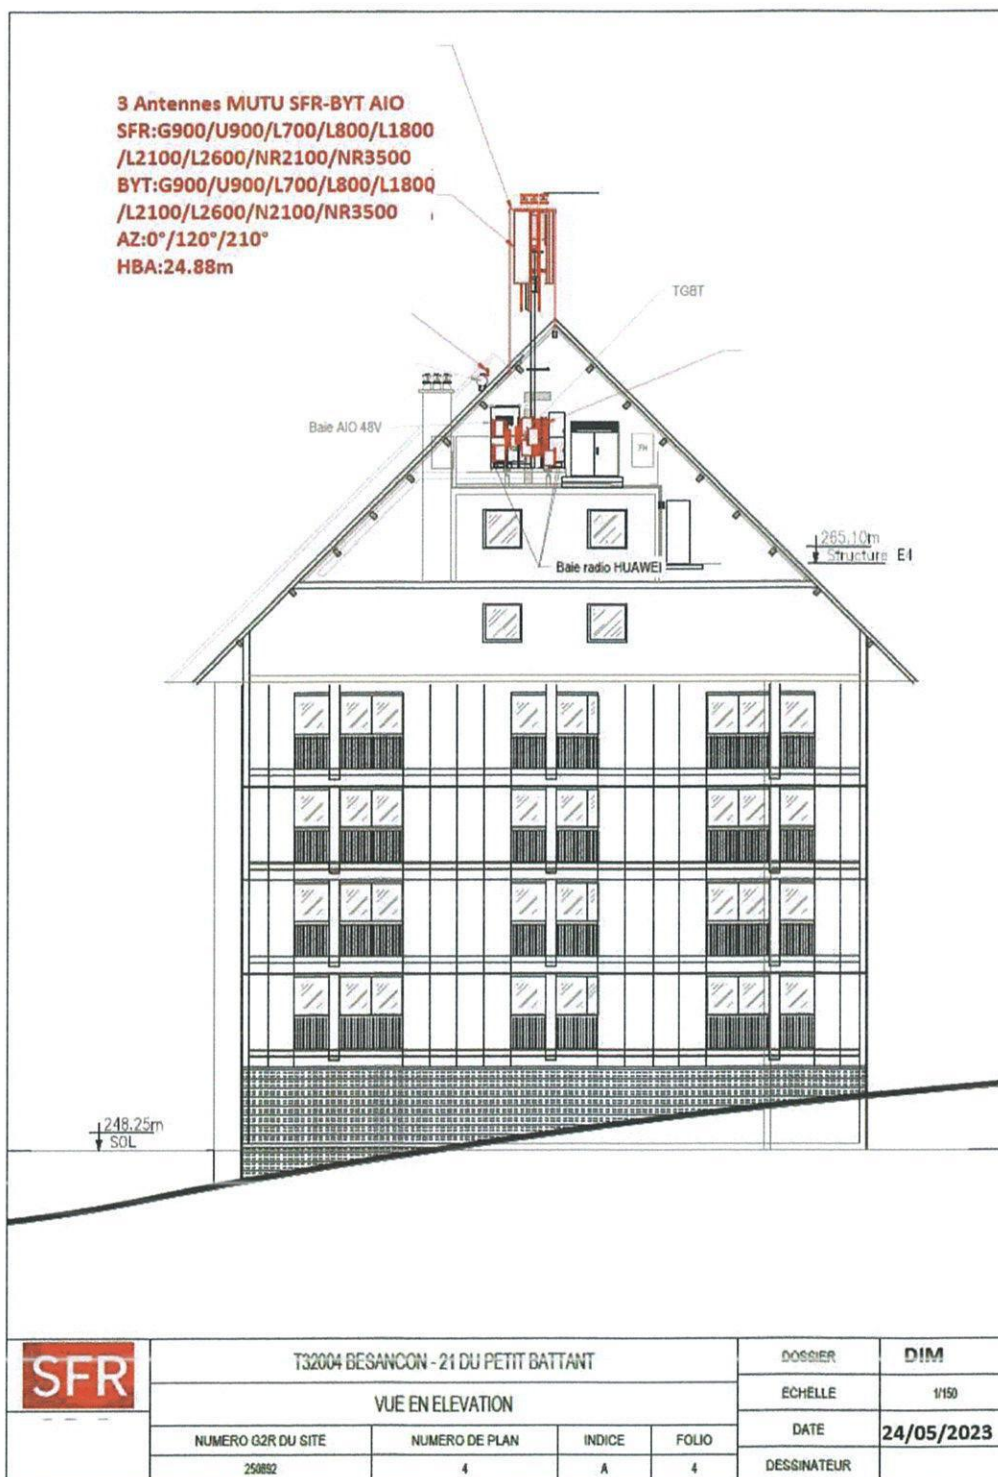 3 Antennes MUTU SFR-BYT AIO
SFR:G900/U900/L700/L800/L1800
/L2100/L2600/NR2100/NR3500
BYT:G900/U900/L700/L800/L1800
/L2100/L2600/N2100/NR3500
AZ:0°/120°/210°
HBA:24.88m
TGBT
Baie AIO 48V
Baie radio HUAWEI
265.10m
Structure E4
248.25m
SOL
SFR
T32004 BESANCON - 21 DU PETIT BATTANT
VUE EN ELEVATION
NUMERO G2R DU SITE
NUMERO DE PLAN
INDICE
FOLIO
250892
4
A
4
DOSSIER
DIM
ECHELLE
1/150
DATE
24/05/2023
DESSINATEUR